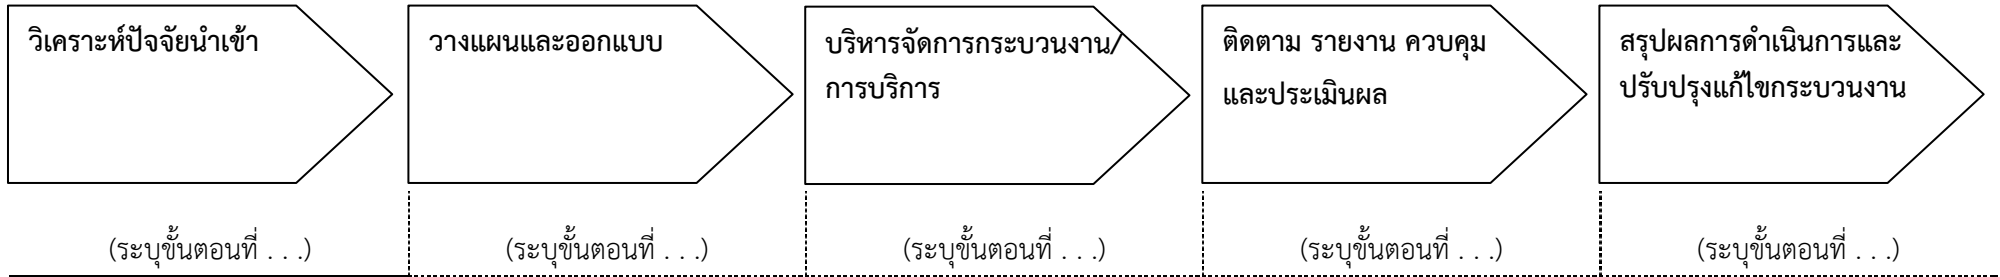 วิเคราะห์ปัจจัยนำเข้า
วางแผนและออกแบบ
บริหารจัดการกระบวนงาน/
การบริการ
ติดตาม รายงาน ควบคุม
และประเมินผล
สรุปผลการดำเนินการและ
ปรับปรุงแก้ไขกระบวนงาน
(ระบุขั้นตอนที่ . . .)
(ระบุขั้นตอนที่ . . .)
(ระบุขั้นตอนที่ . . .)
(ระบุขั้นตอนที่ . . .)
(ระบุขั้นตอนที่ . . .)